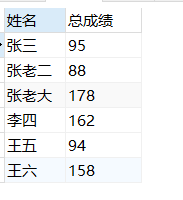 姓名 总成绩
张三 95
张老二 88
张老大 178
李四 162
王五 94
王六 158